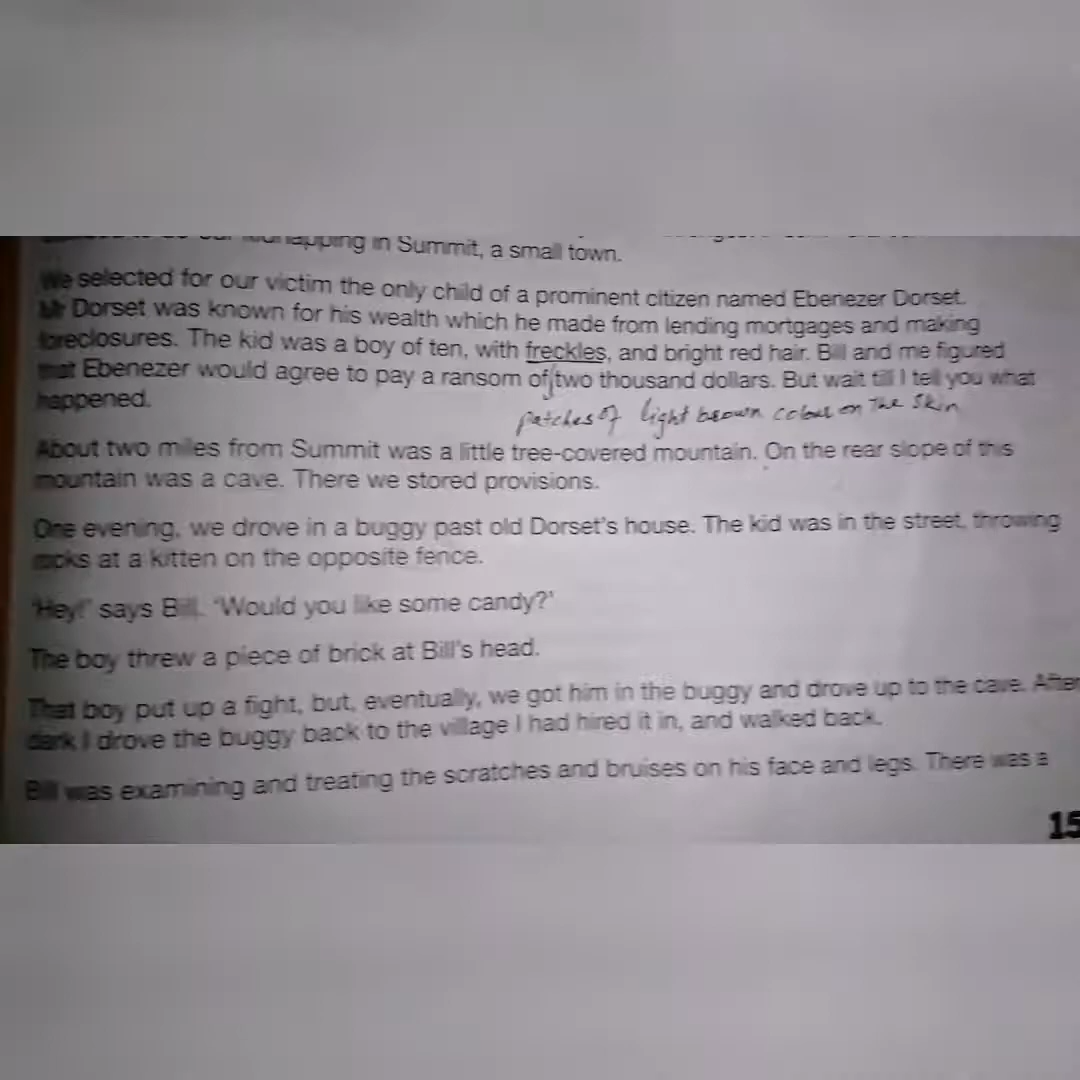 in Summit, a small town.
We selected for our victim the only child of a prominent citizen named Ebenezer Dorset.
Mr Dorset was known for his wealth which he made from lending mortgages and making
foreclosures. The kid was a boy of ten, with freckles, and bright red hair. Bill and me figured
that Ebenezer would agree to pay a ransom of two thousand dollars. But wait till I tell you what
happened.
patches of light brown colour on the skin
About two miles from Summit was a little tree-covered mountain. On the rear slope of this
mountain was a cave. There we stored provisions.
One evening, we drove in a buggy past old Dorset's house. The kid was in the street, throwing
rocks at a kitten on the opposite fence.
'Hey!' says Bill. 'Would you like some candy?'
The boy threw a piece of brick at Bill's head.
That boy put up a fight, but, eventually, we got him in the buggy and drove up to the cave. After
dark I drove the buggy back to the village I had hired it in, and walked back.
Bill was examining and treating the scratches and bruises on his face and legs. There was a
15